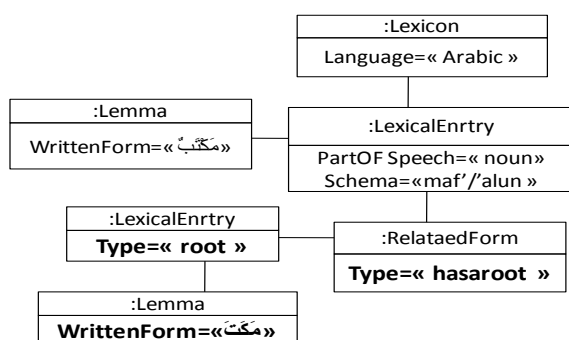 :Lexicon
Language=« Arabic »
:Lemma
WrittenForm=«مَكْتَبٌ»
:LexicalEnrtry
PartOF Speech=« noun»
Schema=«maf’/’alun »
:LexicalEnrtry
Type=« root »
:RelataedForm
Type=« hasaroot »
:Lemma
WrittenForm=«مَكَتَ»